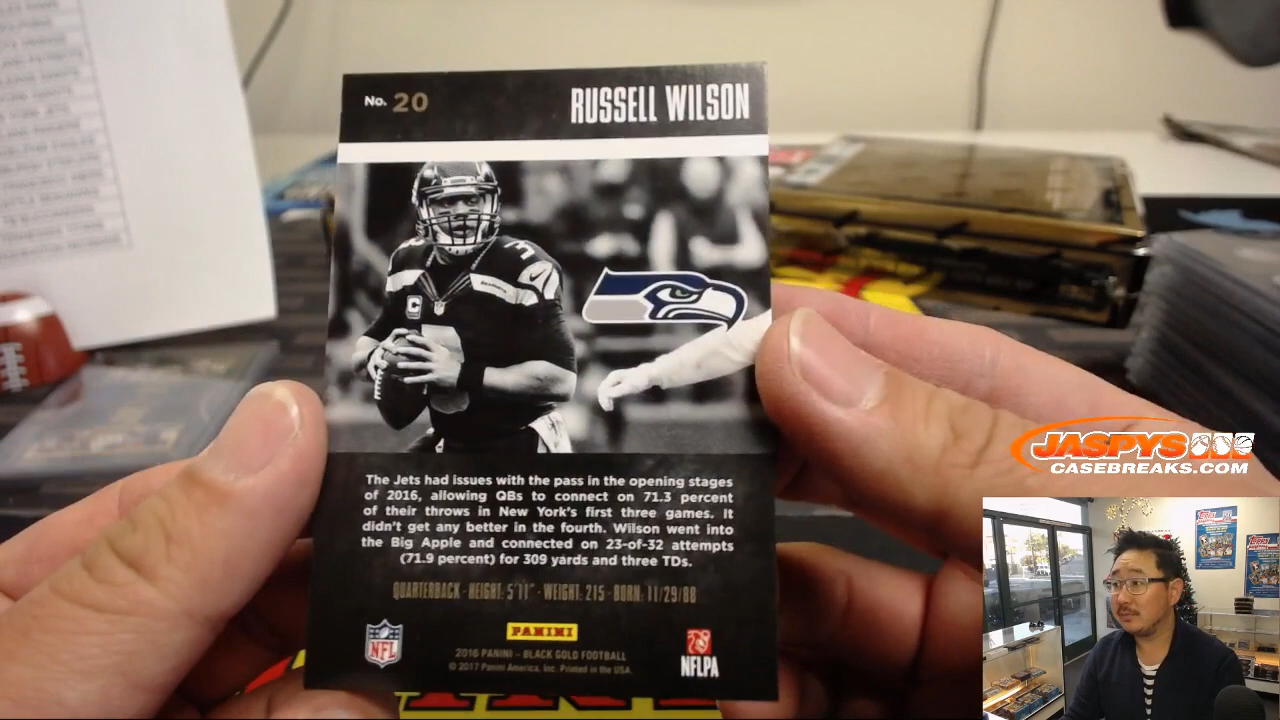 No. 20
RUSSELL WILSON
The Jets had issues with the pass in the opening stages
of 2016, allowing QBs to connect on 71.3 percent
of their throws in New York's first three games. It
didn't get any better in the fourth. Wilson went into
the Big Apple and connected on 23-of-32 attempts
(71.9 percent) for 309 yards and three TDs.
QUARTERBACK - HEIGHT: 5'11" - WEIGHT: 215 - BORN: 11/29/88
NFL
PANINI
2016 PANINI – BLACK GOLD FOOTBALL
© 2017 Panini America, Inc. Printed in the USA.
NFLPA
JASPYS
CASEBREAKS.COM